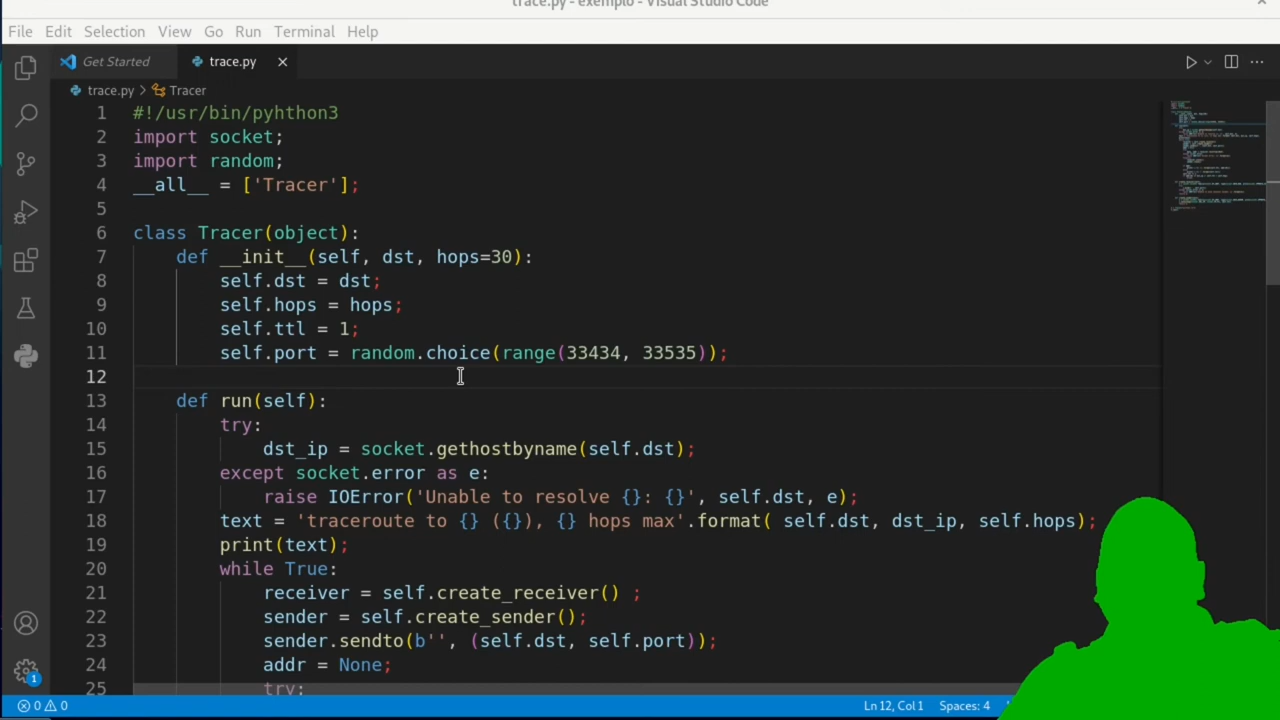 trace.py - exemplo - Visual Studio Code
File Edit Selection View Go Run Terminal Help
Get Started trace.py
trace.py > Tracer
1 #!/usr/bin/pyhthon3
2 import socket;
3 import random;
4 __all__ = ['Tracer'];
5
6 class Tracer(object):
7 def __init__(self, dst, hops=30):
8 self.dst = dst;
9 self.hops = hops;
10 self.ttl = 1;
11 self.port = random.choice(range(33434, 33535));
12
13 def run(self):
14 try:
15 dst_ip = socket.gethostbyname(self.dst);
16 except socket.error as e:
17 raise IOError('Unable to resolve {}: {}', self.dst, e);
18 text = 'traceroute to {} ({}), {} hops max'.format( self.dst, dst_ip, self.hops);
19 print(text);
20 while True:
21 receiver = self.create_receiver() ;
22 sender = self.create_sender();
23 sender.sendto(b'', (self.dst, self.port));
24 addr = None;
25 try:
1
0 0 Ln 12, Col 1 Spaces: 4